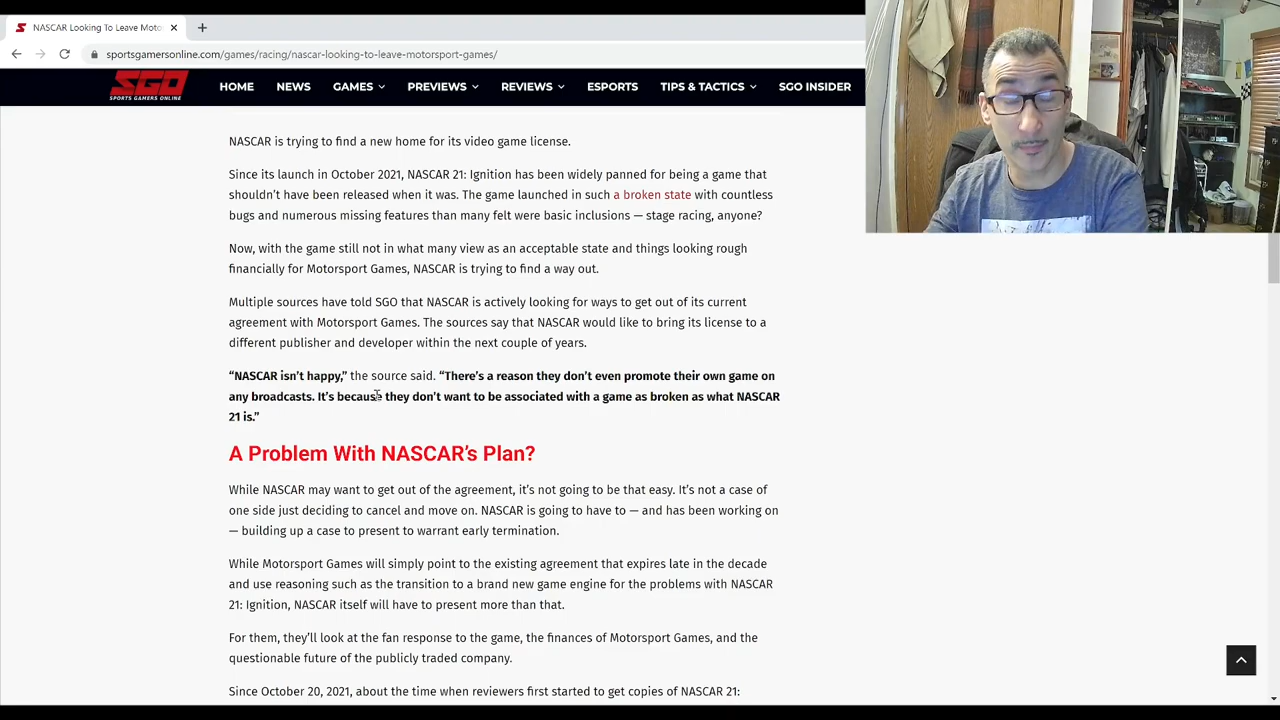 NASCAR Looking To Leave Moto
sportsgamersonline.com/games/racing/nascar-looking-to-leave-motorsport-games/
SGO
SPORTS GAMERS ONLINE
HOME NEWS GAMES PREVIEWS REVIEWS ESPORTS TIPS & TACTICS SGO INSIDER
NASCAR is trying to find a new home for its video game license.
Since its launch in October 2021, NASCAR 21: Ignition has been widely panned for being a game that
shouldn’t have been released when it was. The game launched in such a broken state with countless
bugs and numerous missing features than many felt were basic inclusions — stage racing, anyone?
Now, with the game still not in what many view as an acceptable state and things looking rough
financially for Motorsport Games, NASCAR is trying to find a way out.
Multiple sources have told SGO that NASCAR is actively looking for ways to get out of its current
agreement with Motorsport Games. The sources say that NASCAR would like to bring its license to a
different publisher and developer within the next couple of years.
“NASCAR isn’t happy,” the source said. “There’s a reason they don’t even promote their own game on
any broadcasts. It’s because they don’t want to be associated with a game as broken as what NASCAR
21 is.”
A Problem With NASCAR’s Plan?
While NASCAR may want to get out of the agreement, it’s not going to be that easy. It’s not a case of
one side just deciding to cancel and move on. NASCAR is going to have to — and has been working on
— building up a case to present to warrant early termination.
While Motorsport Games will simply point to the existing agreement that expires late in the decade
and use reasoning such as the transition to a brand new game engine for the problems with NASCAR
21: Ignition, NASCAR itself will have to present more than that.
For them, they’ll look at the fan response to the game, the finances of Motorsport Games, and the
questionable future of the publicly traded company.
Since October 20, 2021, about the time when reviewers first started to get copies of NASCAR 21: